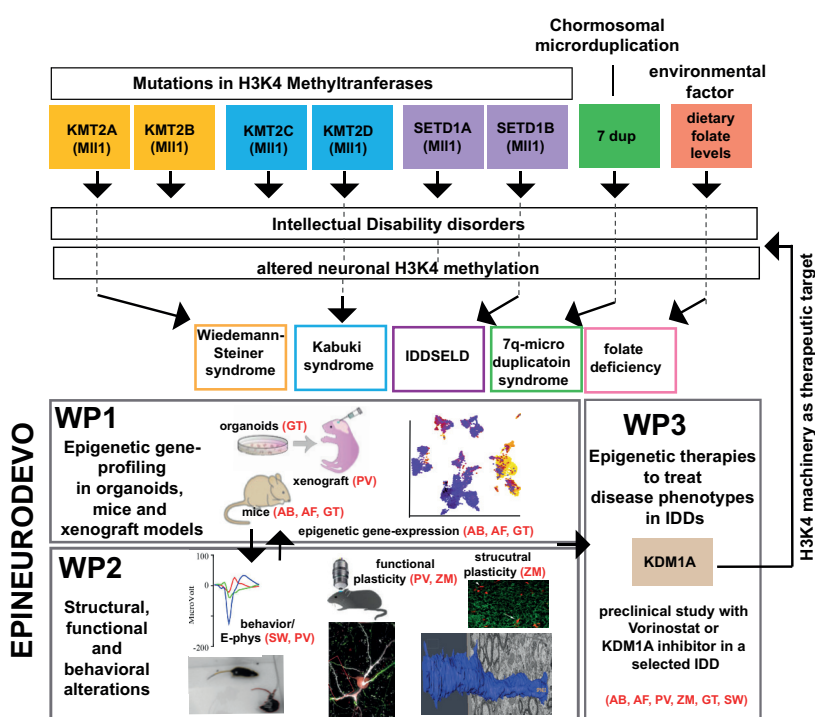 Chormosomal
microrduplication
Mutations in H3K4 Methyltranferases
environmental
factor
KMT2A
(Mll1)
KMT2B
(Mll1)
KMT2C
(Mll1)
KMT2D
(Mll1)
SETD1A
(Mll1)
SETD1B
(Mll1)
7 dup
dietary
folate
levels
Intellectual Disability disorders
altered neuronal H3K4 methylation
Wiedemann-
Steiner
syndrome
Kabuki
syndrome
IDDSELD
7q-micro
duplicatoin
syndrome
folate
deficiency
H3K4 machinery as therapeutic target
EPINEURODEVO
WP1
Epigenetic gene-
profiling
in organoids,
mice and
xenograft models
organoids (GT)
xenograft (PV)
mice (AB, AF, GT)
epigenetic gene-expression (AB, AF, GT)
WP2
Structural,
functional
and
behavioral
alterations
100
0
-200
MicroVolt
behavior/
E-phys (SW, PV)
functional
plasticity (PV, ZM)
strucutral
plasticity (ZM)
WP3
Epigenetic therapies
to treat
disease phenotypes
in IDDs
KDM1A
preclinical study with
Vorinostat or
KDM1A inhibitor in a
selected IDD
(AB, AF, PV, ZM, GT, SW)